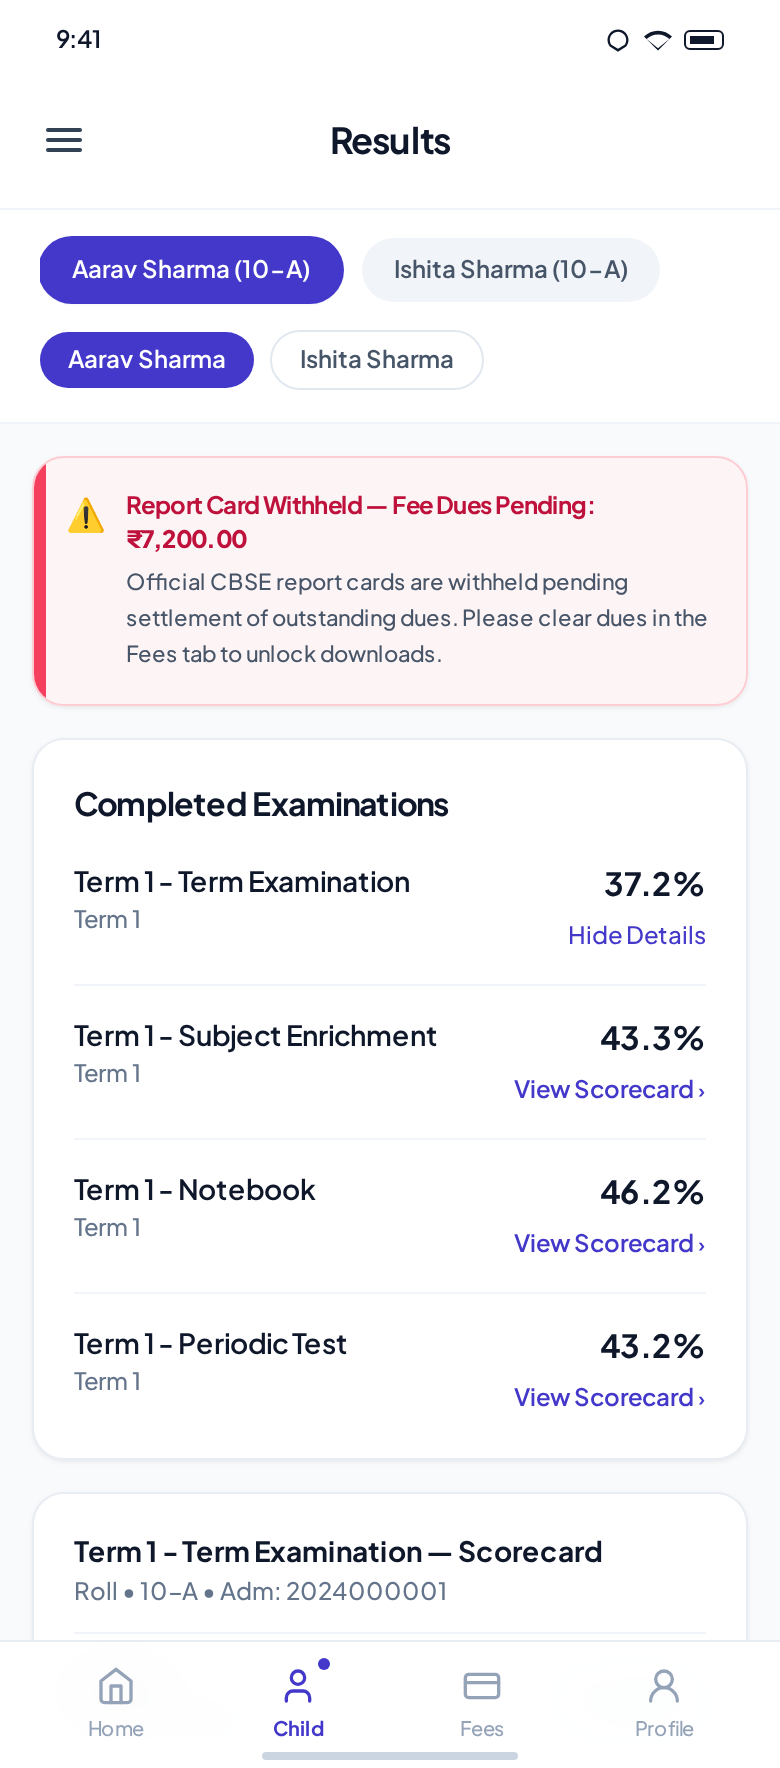 9:41
Results
Aarav Sharma (10-A)
Ishita Sharma (10-A)
Aarav Sharma
Ishita Sharma
Report Card Withheld — Fee Dues Pending:
₹7,200.00
Official CBSE report cards are withheld pending
settlement of outstanding dues. Please clear dues in the
Fees tab to unlock downloads.
Completed Examinations
Term 1 - Term Examination
37.2%
Term 1
Hide Details
Term 1 - Subject Enrichment
43.3%
Term 1
View Scorecard ›
Term 1 - Notebook
46.2%
Term 1
View Scorecard ›
Term 1 - Periodic Test
43.2%
Term 1
View Scorecard ›
Term 1 - Term Examination — Scorecard
Roll • 10-A • Adm: 2024000001
Home
Child
Fees
Profile